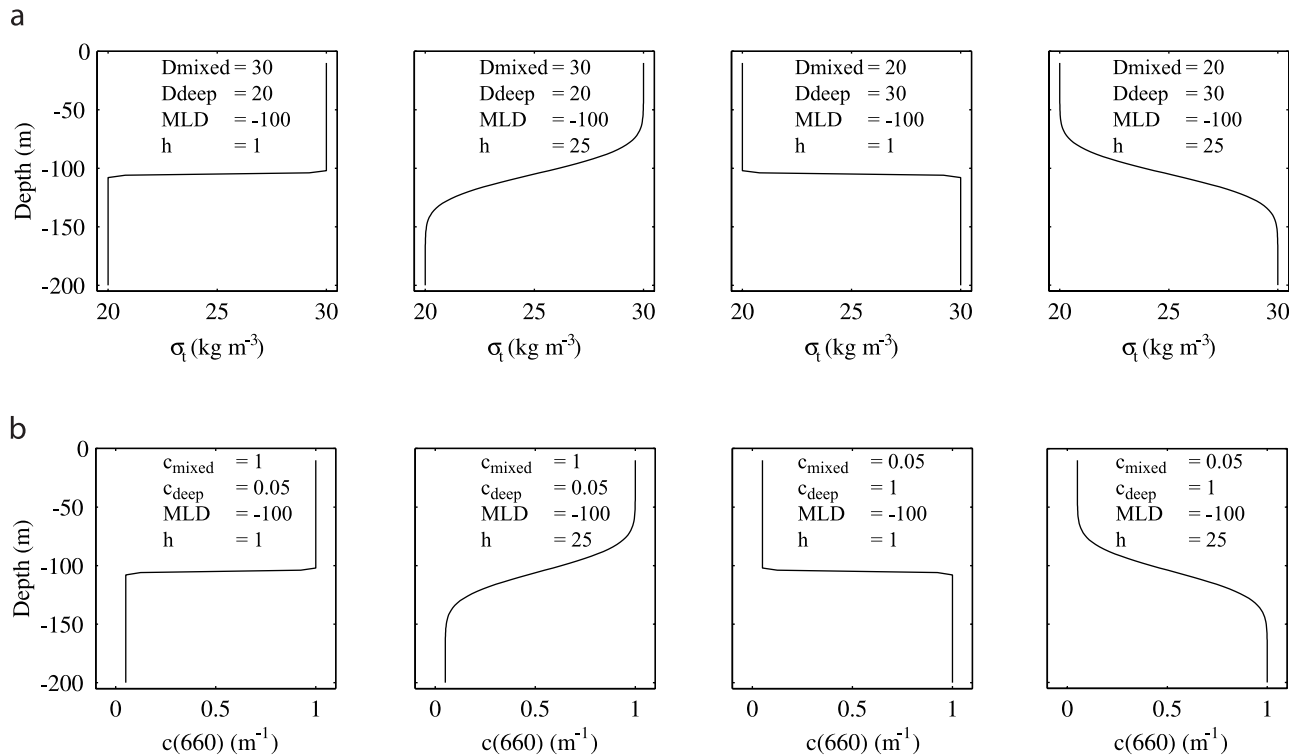 a
0
-50
-100
-150
-200
Depth (m)
Dmixed = 30
Ddeep = 20
MLD = -100
h = 1
20
30
σt (kg m-3)
Dmixed = 30
Ddeep = 20
MLD = -100
h = 25
20
30
σt (kg m-3)
Dmixed = 20
Ddeep = 30
MLD = -100
h = 1
20
30
σt (kg m-3)
Dmixed = 20
Ddeep = 30
MLD = -100
h = 25
20
30
σt (kg m-3)
b
0
-50
-100
-150
-200
Depth (m)
cmixed = 1
cdeep = 0.05
MLD = -100
h = 1
0
0.5
1
c(660) (m-1)
cmixed = 1
cdeep = 0.05
MLD = -100
h = 25
0
0.5
1
c(660) (m-1)
cmixed = 0.05
cdeep = 1
MLD = -100
h = 1
0
0.5
1
c(660) (m-1)
cmixed = 0.05
cdeep = 1
MLD = -100
h = 25
0
0.5
1
c(660) (m-1)